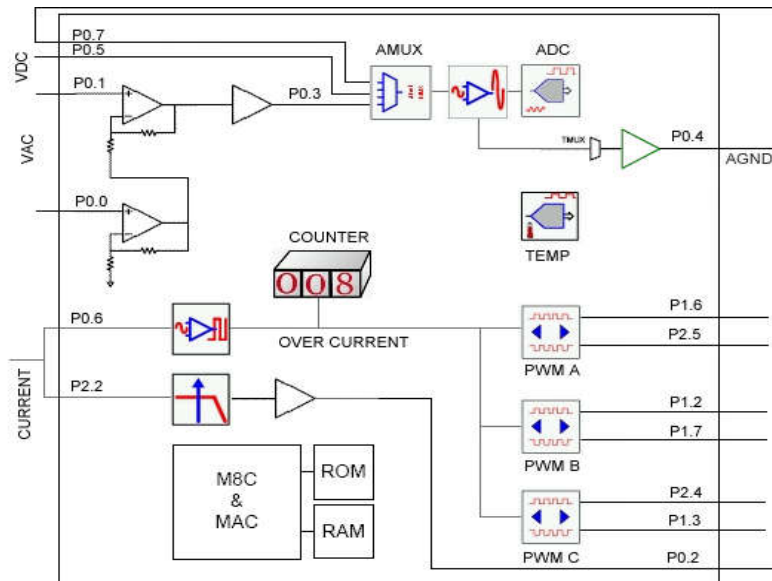 P0.7
P0.5
VDC
P0.1
AMUX
ADC
P0.3
VAC
TMUX
P0.4
AGND
P0.0
TEMP
COUNTER
008
P0.6
OVER CURRENT
P1.6
P2.5
PWM A
CURRENT
P2.2
P1.2
P1.7
PWM B
M8C
&
MAC
ROM
RAM
P2.4
P1.3
PWM C
P0.2